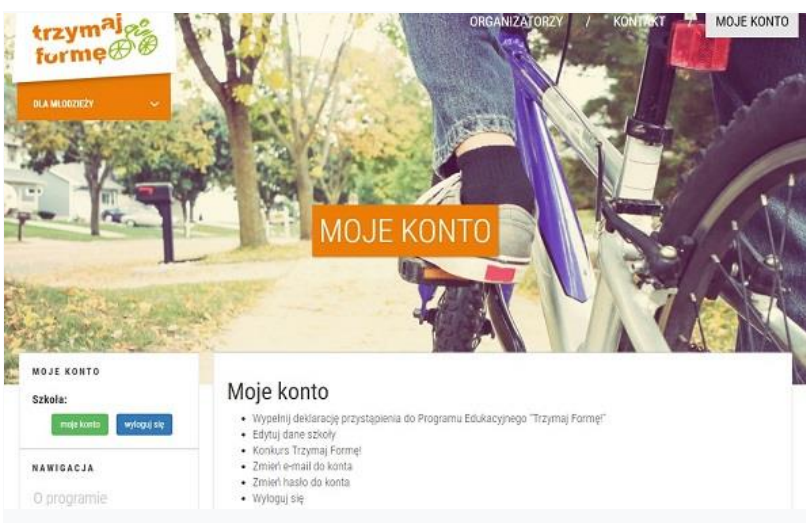 trzymaj
formę
ORGANIZATORZY / KONTAKT / MOJE KONTO
DLA MŁODZIEŻY
MOJE KONTO
MOJE KONTO
Szkoła:
moje konto wyloguj się
NAWIGACJA
O programie
Moje konto
• Wypełnij deklarację przystąpienia do Programu Edukacyjnego "Trzymaj Formę!"
• Edytuj dane szkoły
• Konkurs Trzymaj Formę!
• Zmień e-mail do konta
• Zmień hasło do konta
• Wyloguj się